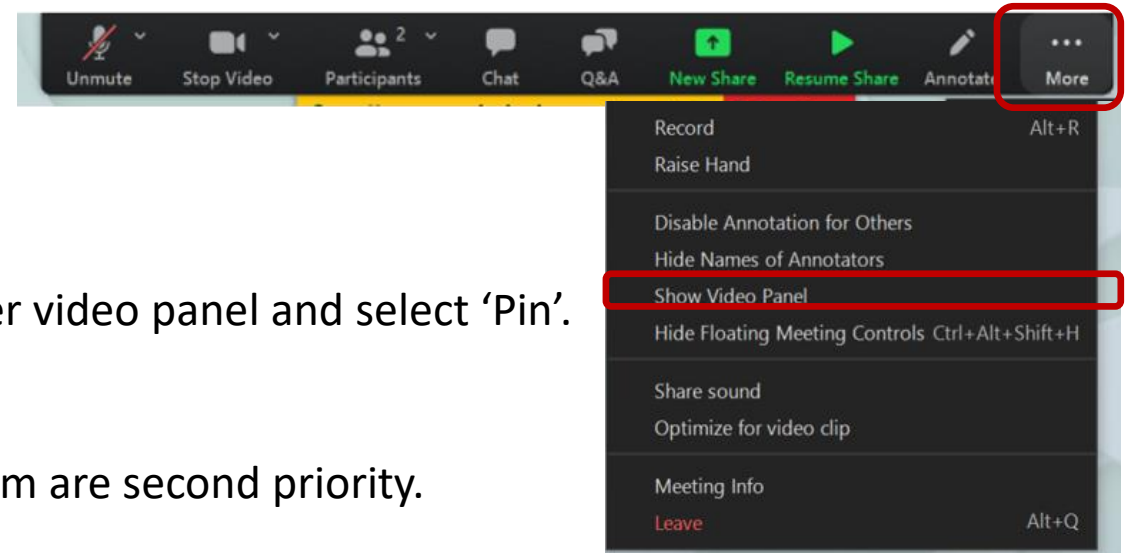 Unmute Stop Video Participants 2 Chat Q&A New Share Resume Share Annotate More
Record Alt+R
Raise Hand
Disable Annotation for Others
Hide Names of Annotators
Show Video Panel
er video panel and select ‘Pin’.
Hide Floating Meeting Controls Ctrl+Alt+Shift+H
Share sound
Optimize for video clip
m are second priority.
Meeting Info
Leave Alt+Q